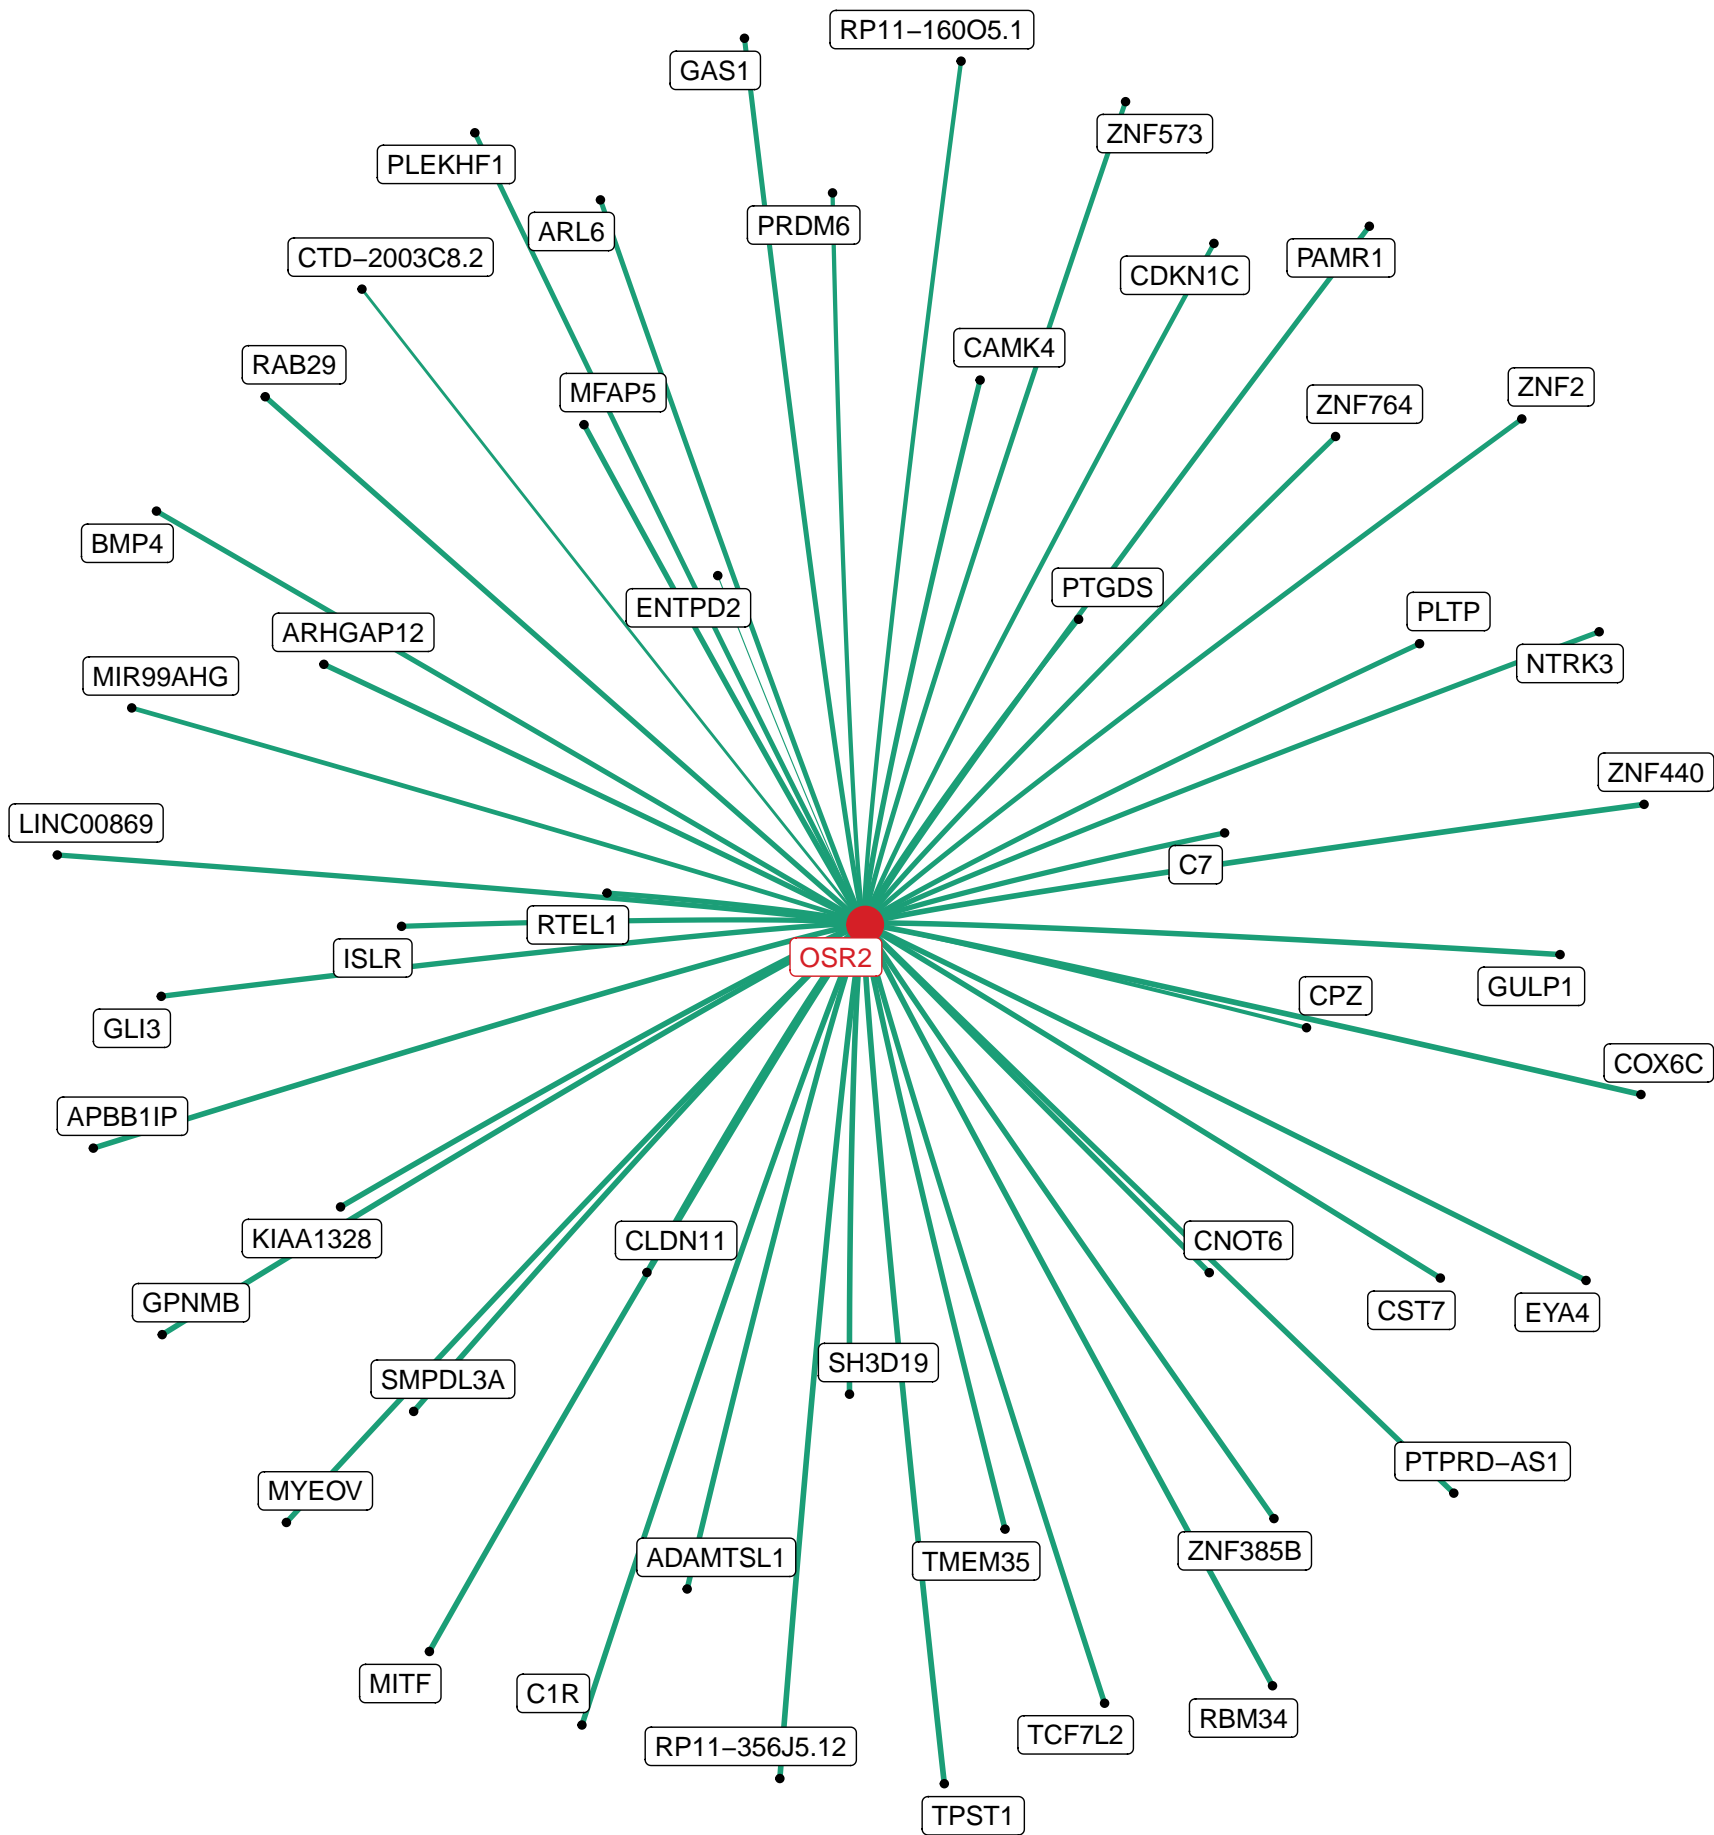 RP11−160O5.1
GAS1
ZNF573
PLEKHF1
PRDM6
ARL6
CTD−2003C8.2
PAMR1
CDKN1C
CAMK4
RAB29
ZNF2
MFAP5
ZNF764
BMP4
PTGDS
ENTPD2
PLTP
ARHGAP12
NTRK3
MIR99AHG
ZNF440
LINC00869
C7
RTEL1
ISLR
OSR2
GULP1
CPZ
GLI3
COX6C
APBB1IP
KIAA1328
CLDN11
CNOT6
GPNMB
CST7
EYA4
SH3D19
SMPDL3A
PTPRD−AS1
MYEOV
ZNF385B
ADAMTSL1
TMEM35
MITF
C1R
RBM34
TCF7L2
RP11−356J5.12
TPST1